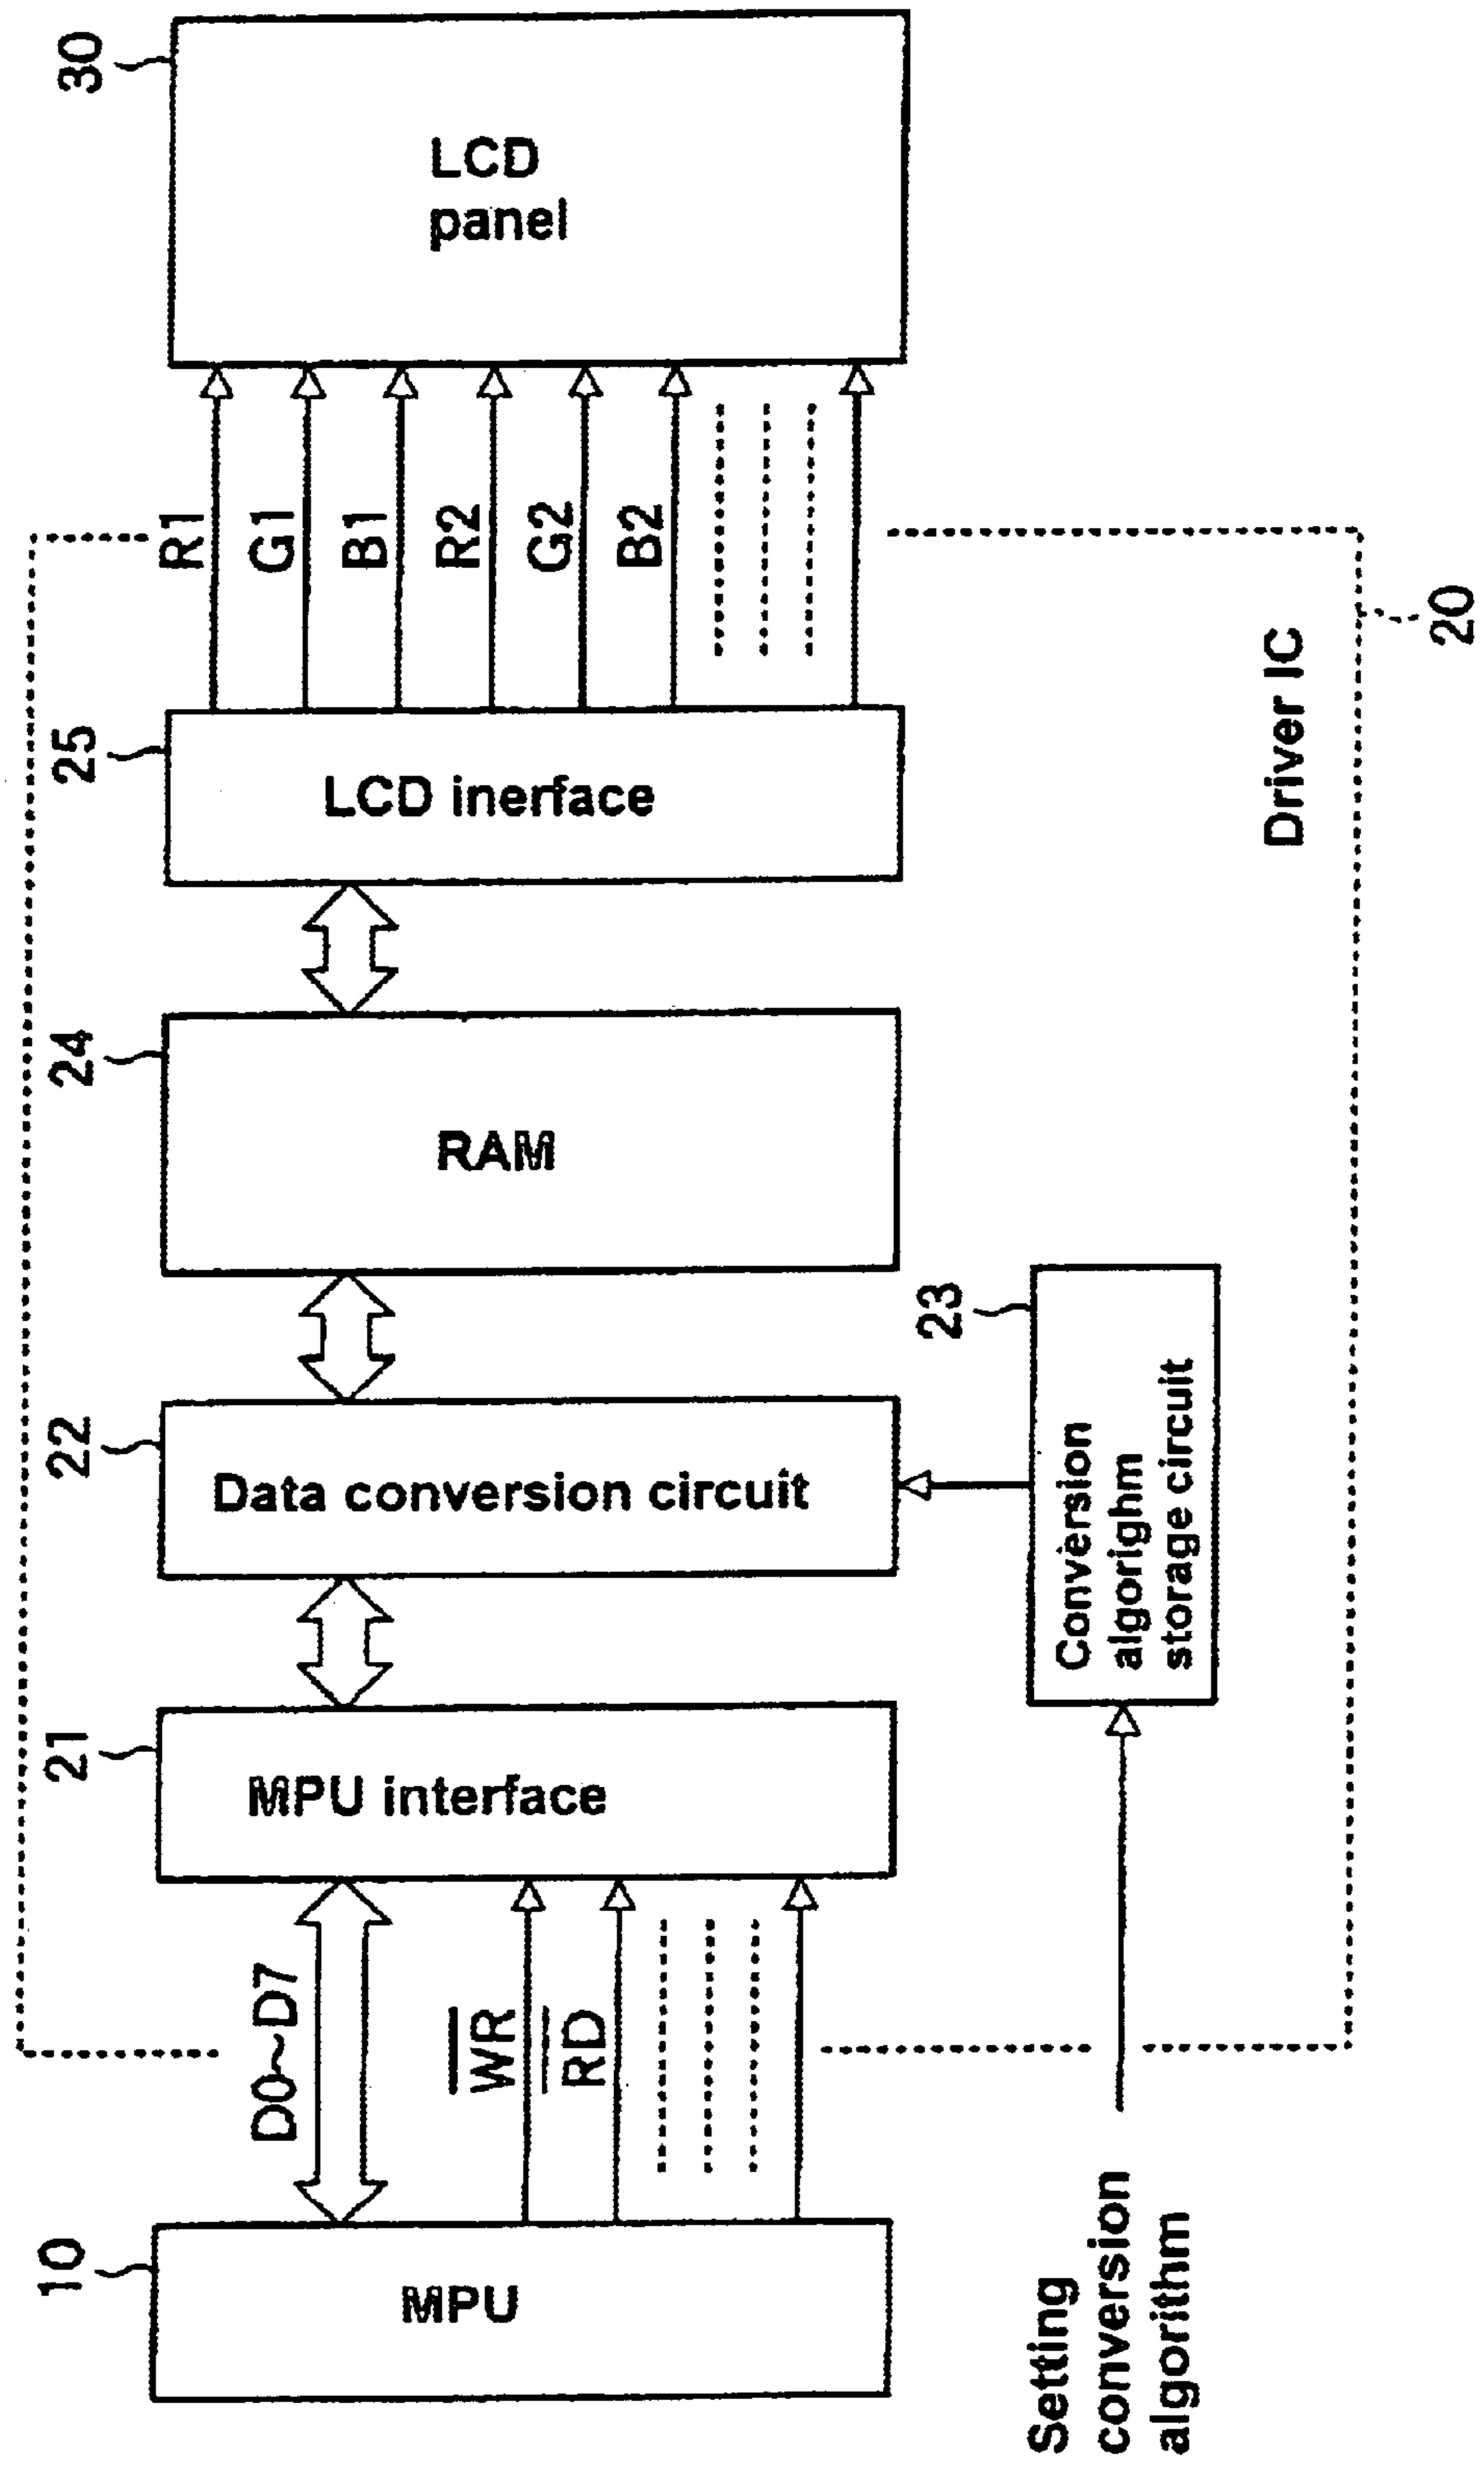 10
MPU
D0~D7
WR
RD
21
MPU interface
22
Data conversion circuit
24
RAM
25
LCD inerface
R1
G1
B1
R2
G2
B2
30
LCD
panel
23
Conversion
algorighm
storage circuit
Setting
conversion
algorithm
Driver IC
20